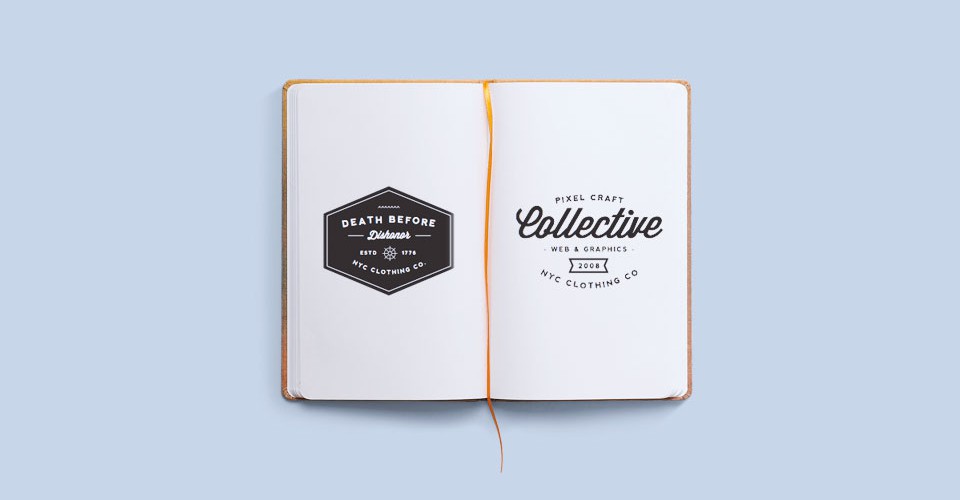 DEATH BEFORE
Dishonor
ESTD 1776
NYC CLOTHING CO.
PIXEL CRAFT
Collective
· WEB & GRAPHICS ·
2008
NYC CLOTHING CO